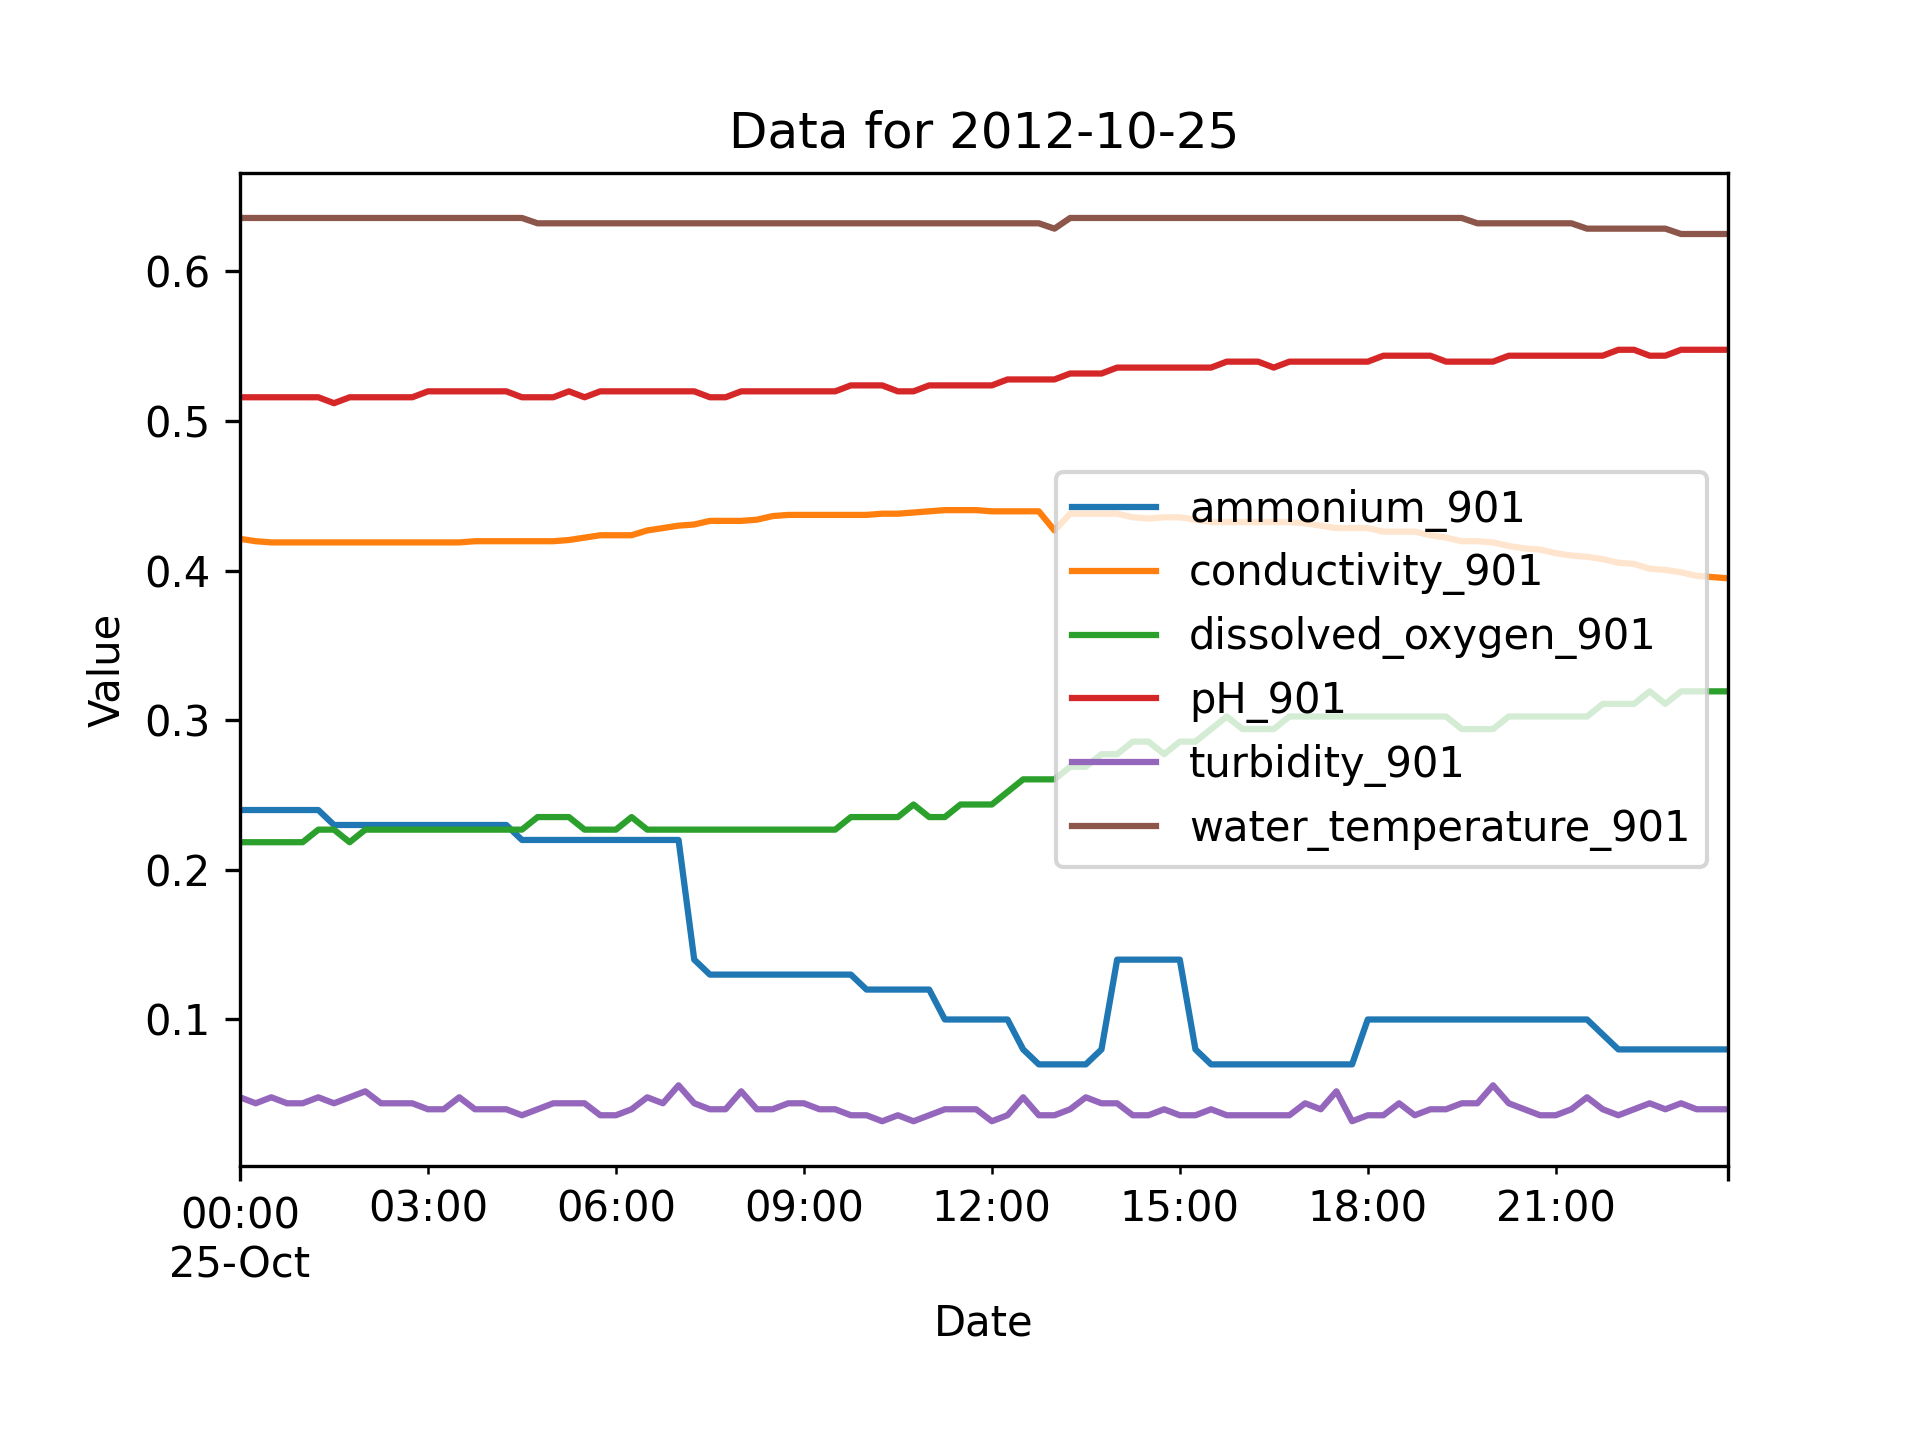 Data for 2012-10-25
Value
0.6
0.5
0.4
0.3
0.2
0.1
ammonium_901
conductivity_901
dissolved_oxygen_901
pH_901
turbidity_901
water_temperature_901
00:00 03:00 06:00 09:00 12:00 15:00 18:00 21:00
25-Oct
Date